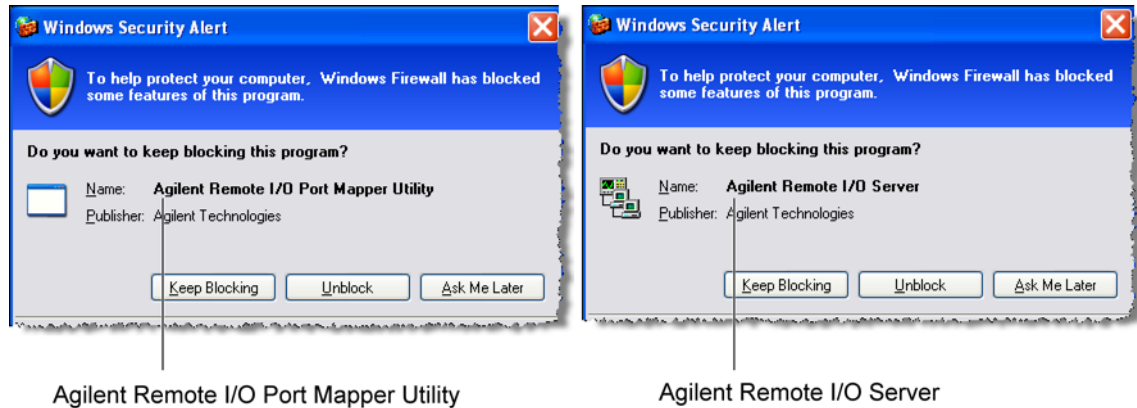 Windows Security Alert
To help protect your computer, Windows Firewall has blocked
some features of this program.
Do you want to keep blocking this program?
Name: Agilent Remote I/O Port Mapper Utility
Publisher: Agilent Technologies
Keep Blocking Unblock Ask Me Later
Agilent Remote I/O Port Mapper Utility
Windows Security Alert
To help protect your computer, Windows Firewall has blocked
some features of this program.
Do you want to keep blocking this program?
Name: Agilent Remote I/O Server
Publisher: Agilent Technologies
Keep Blocking Unblock Ask Me Later
Agilent Remote I/O Server